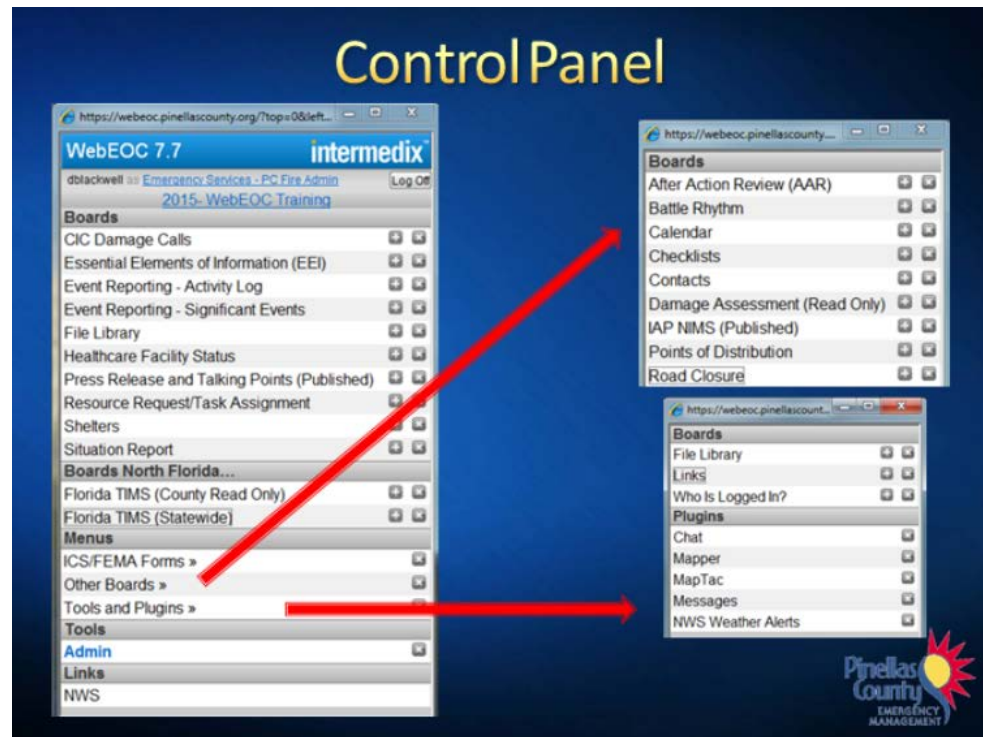 Control Panel
https://webeoc.pinellascounty.org/?top=0&left...
WebEOC 7.7 intermedix
dblackwell as Emergency Services - PC Fire Admin Log Off
2015- WebEOC Training
Boards
CIC Damage Calls
Essential Elements of Information (EEI)
Event Reporting - Activity Log
Event Reporting - Significant Events
File Library
Healthcare Facility Status
Press Release and Talking Points (Published)
Resource Request/Task Assignment
Shelters
Situation Report
Boards North Florida...
Florida TIMS (County Read Only)
Florida TIMS (Statewide)
Menus
ICS/FEMA Forms »
Other Boards »
Tools and Plugins »
Tools
Admin
Links
NWS
https://webeoc.pinellascounty....
Boards
After Action Review (AAR)
Battle Rhythm
Calendar
Checklists
Contacts
Damage Assessment (Read Only)
IAP NIMS (Published)
Points of Distribution
Road Closure
https://webeoc.pinellascount...
Boards
File Library
Links
Who Is Logged In?
Plugins
Chat
Mapper
MapTac
Messages
NWS Weather Alerts
Pinellas
County
EMERGENCY
MANAGEMENT